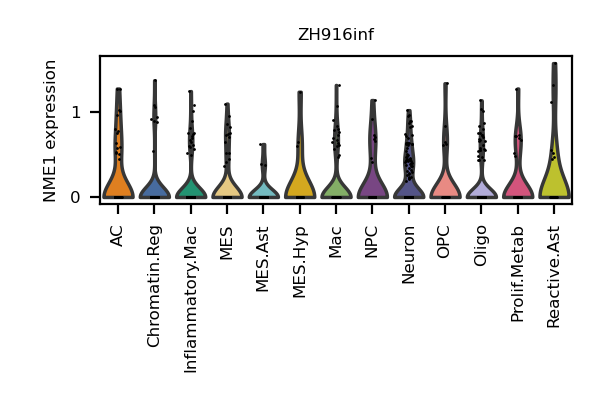 ZH916inf
NME1 expression
1
0
AC
Chromatin.Reg
Inflammatory.Mac
MES
MES.Ast
MES.Hyp
Mac
NPC
Neuron
OPC
Oligo
Prolif.Metab
Reactive.Ast